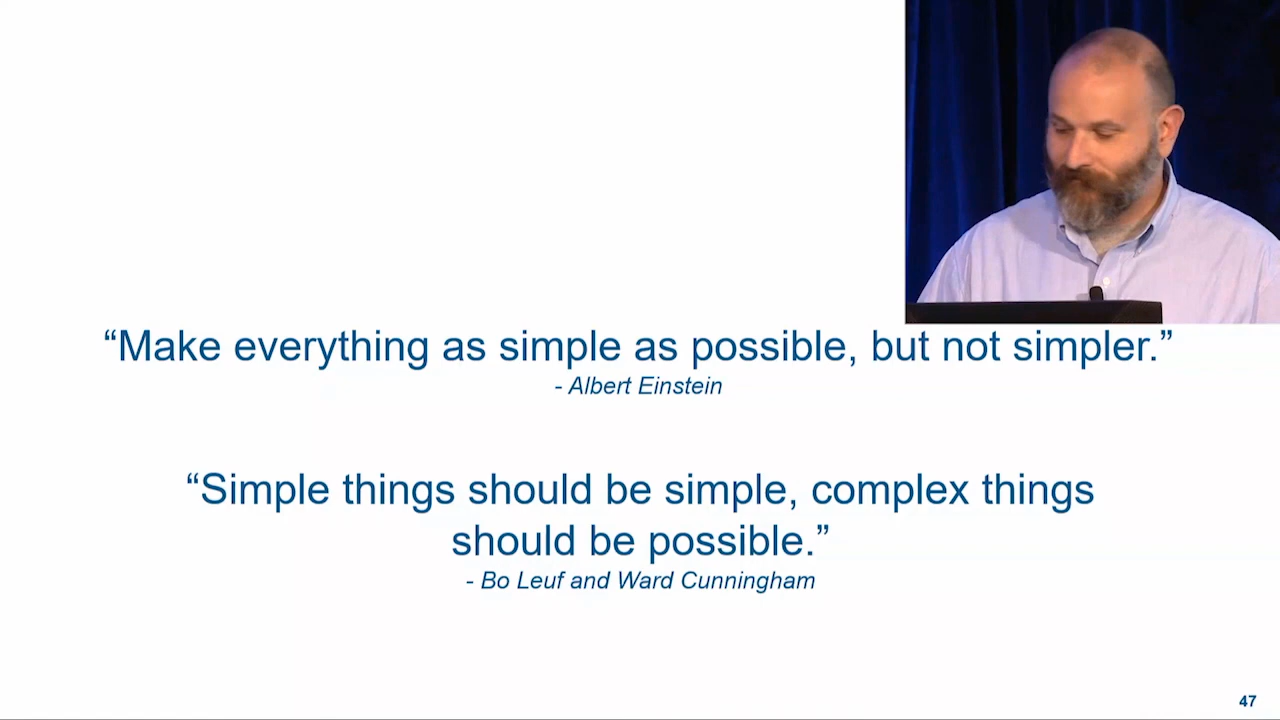 “Make everything as simple as possible, but not simpler.”
- Albert Einstein
“Simple things should be simple, complex things
should be possible.”
- Bo Leuf and Ward Cunningham
47